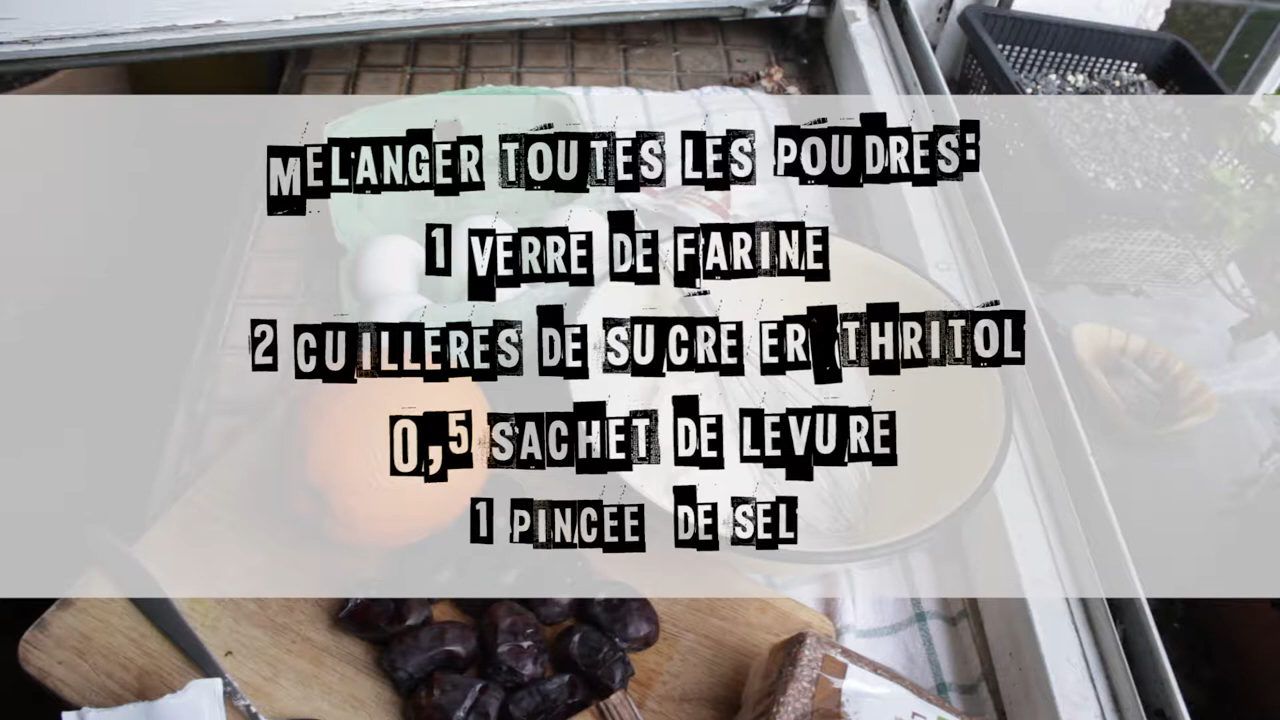 MELANGER TOUTES LES POUDRES:
1 VERRE DE FARINE
2 CUILLERES DE SUCRE ERYTHRITOL
0,5 SACHET DE LEVURE
1 PINCEE DE SEL